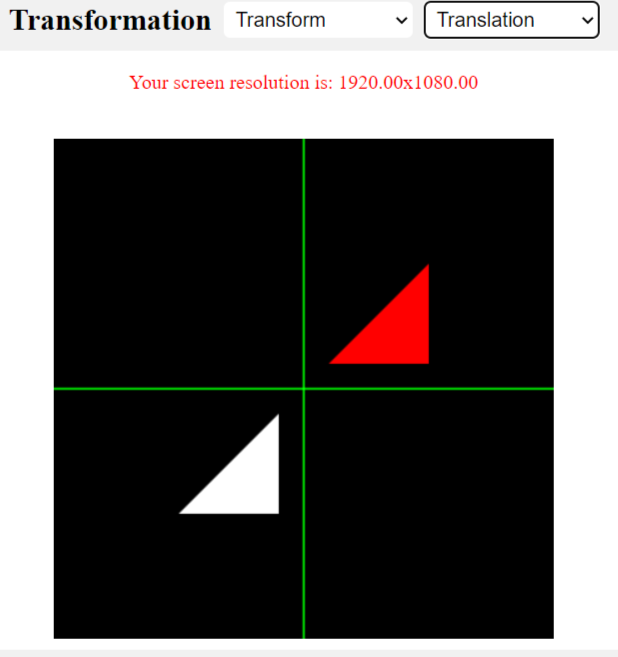 Transformation Transform Translation
Your screen resolution is: 1920.00x1080.00